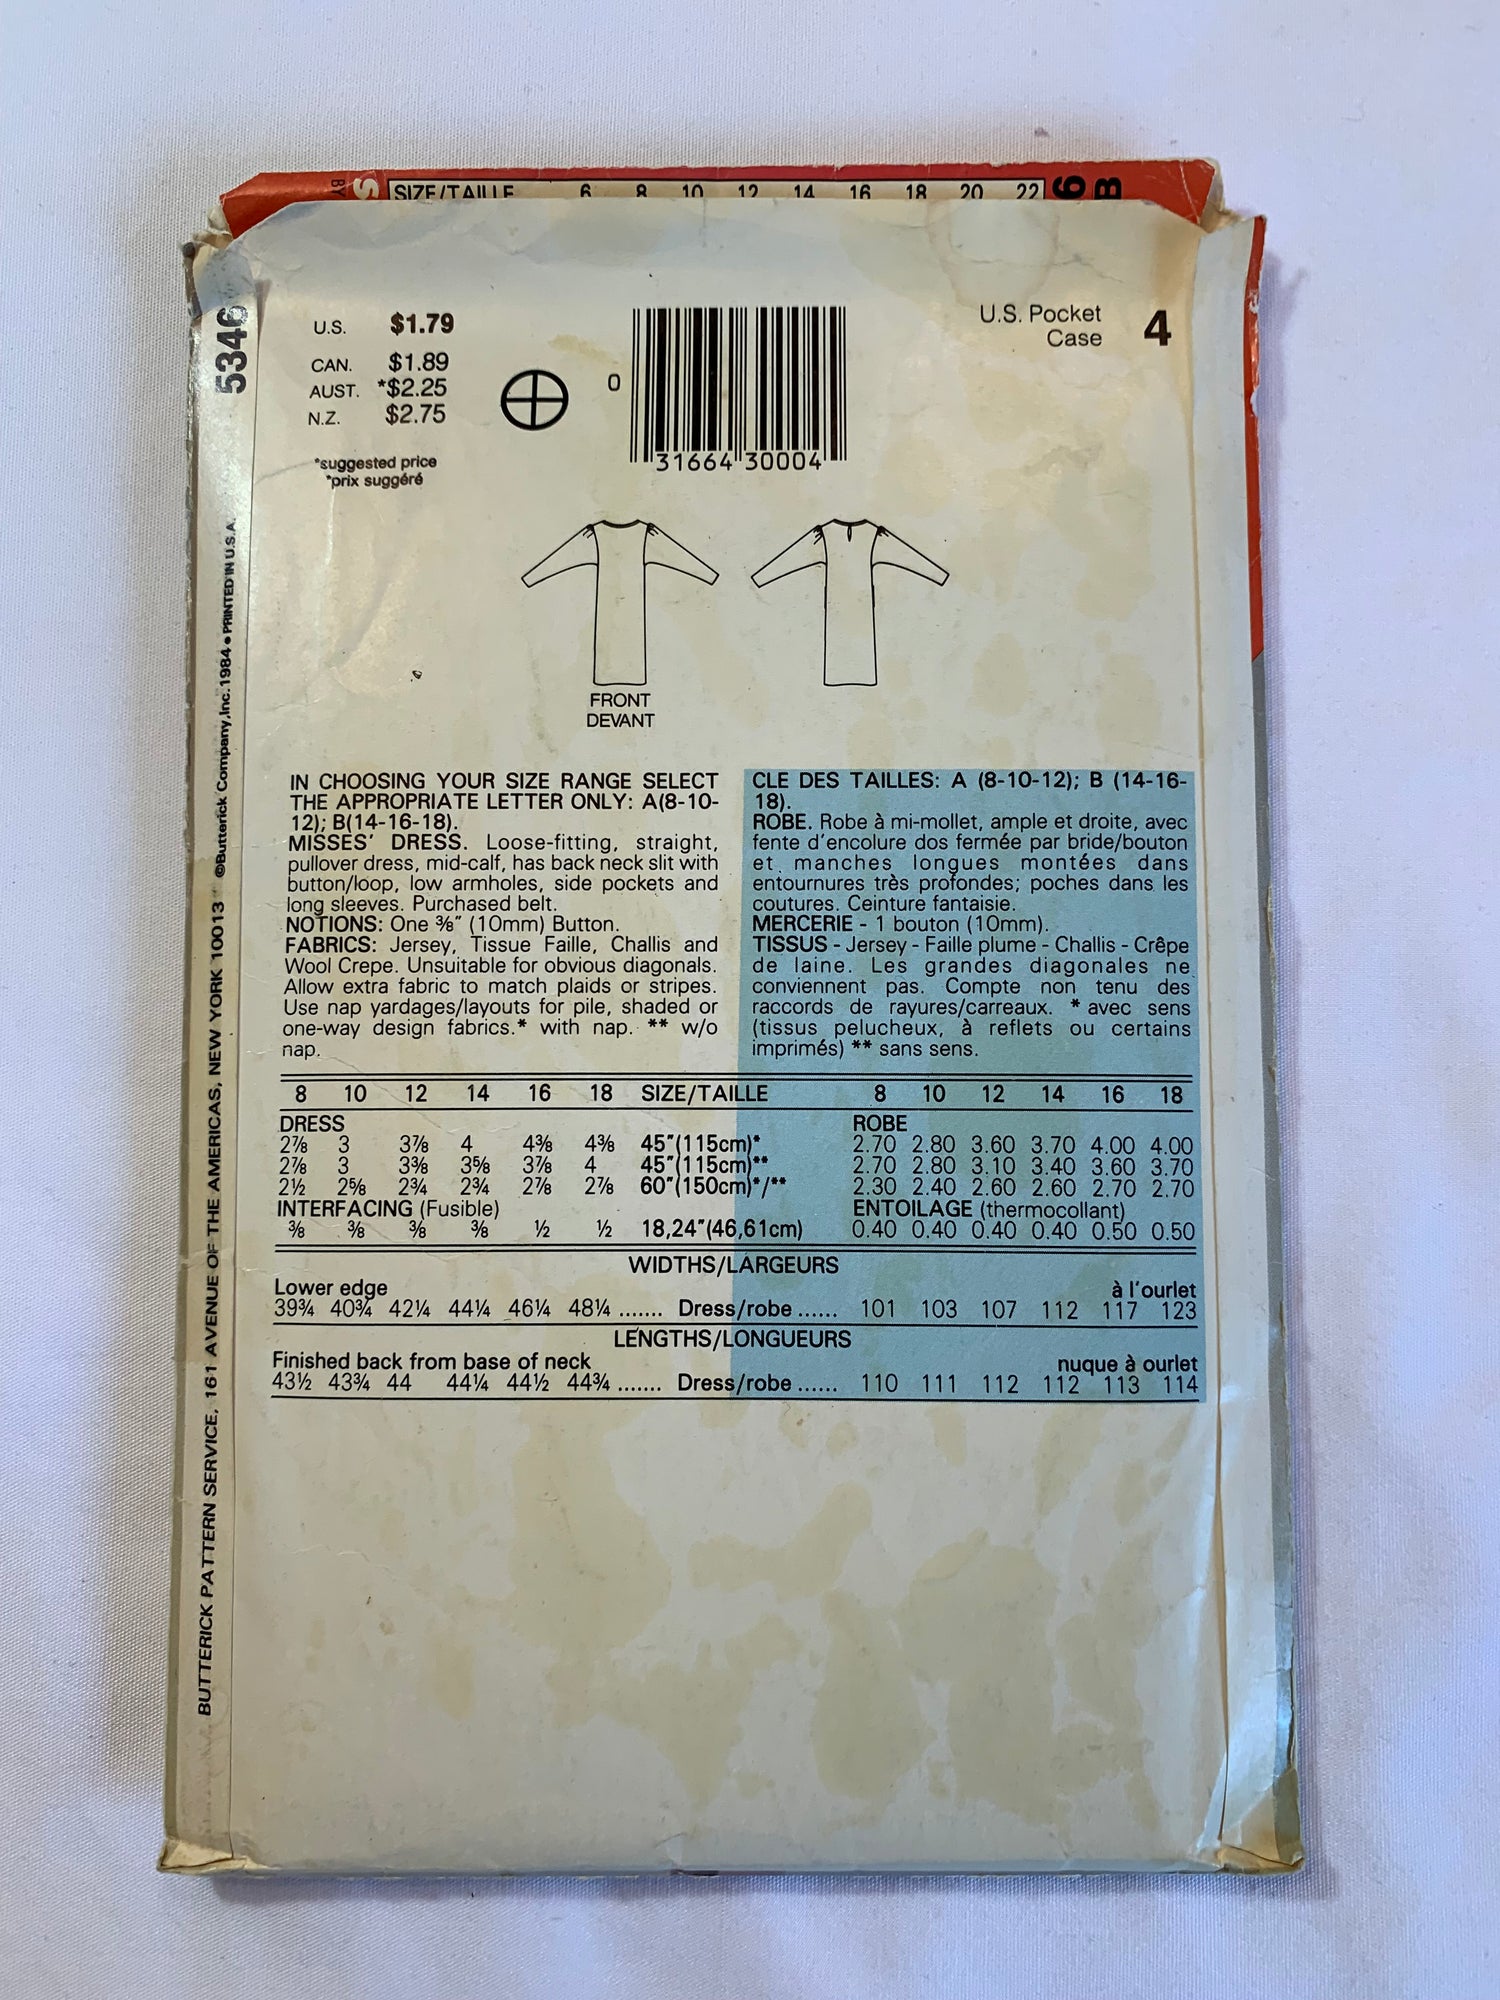 BY
S
SIZE/TAILLE 6 8 10 12 14 16 18 20 22
6
B
5346
U.S. $1.79
CAN. $1.89
AUST. *$2.25
N.Z. $2.75
*suggested price
*prix suggéré
0 31664 30004
U.S. Pocket
Case 4
FRONT
DEVANT
IN CHOOSING YOUR SIZE RANGE SELECT
THE APPROPRIATE LETTER ONLY: A(8-10-
12); B(14-16-18).
MISSES' DRESS. Loose-fitting, straight,
pullover dress, mid-calf, has back neck slit with
button/loop, low armholes, side pockets and
long sleeves. Purchased belt.
NOTIONS: One ⅜" (10mm) Button.
FABRICS: Jersey, Tissue Faille, Challis and
Wool Crepe. Unsuitable for obvious diagonals.
Allow extra fabric to match plaids or stripes.
Use nap yardages/layouts for pile, shaded or
one-way design fabrics.* with nap. ** w/o
nap.
CLE DES TAILLES: A (8-10-12); B (14-16-
18).
ROBE. Robe à mi-mollet, ample et droite, avec
fente d'encolure dos fermée par bride/bouton
et manches longues montées dans
entournures très profondes; poches dans les
coutures. Ceinture fantaisie.
MERCERIE - 1 bouton (10mm).
TISSUS - Jersey - Faille plume - Challis - Crêpe
de laine. Les grandes diagonales ne
conviennent pas. Compte non tenu des
raccords de rayures/carreaux. * avec sens
(tissus pelucheux, à reflets ou certains
imprimés) ** sans sens.
8 10 12 14 16 18 SIZE/TAILLE 8 10 12 14 16 18
DRESS ROBE
2⅞ 3 3⅞ 4 4⅜ 4⅜ 45"(115cm)* 2.70 2.80 3.60 3.70 4.00 4.00
2⅞ 3 3⅜ 3⅝ 3⅞ 4 45"(115cm)** 2.70 2.80 3.10 3.40 3.60 3.70
2½ 2⅝ 2¾ 2¾ 2⅞ 2⅞ 60"(150cm)*/** 2.30 2.40 2.60 2.60 2.70 2.70
INTERFACING (Fusible) ENTOILAGE (thermocollant)
⅜ ⅜ ⅜ ⅜ ½ ½ 18,24"(46,61cm) 0.40 0.40 0.40 0.40 0.50 0.50
WIDTHS/LARGEURS
Lower edge à l'ourlet
39¾ 40¾ 42¼ 44¼ 46¼ 48¼ ....... Dress/robe ...... 101 103 107 112 117 123
LENGTHS/LONGUEURS
Finished back from base of neck nuque à ourlet
43½ 43¾ 44 44¼ 44½ 44¾ ....... Dress/robe ...... 110 111 112 112 113 114
BUTTERICK PATTERN SERVICE, 161 AVENUE OF THE AMERICAS, NEW YORK 10013 ©Butterick Company,Inc.1984 • PRINTED IN U.S.A.